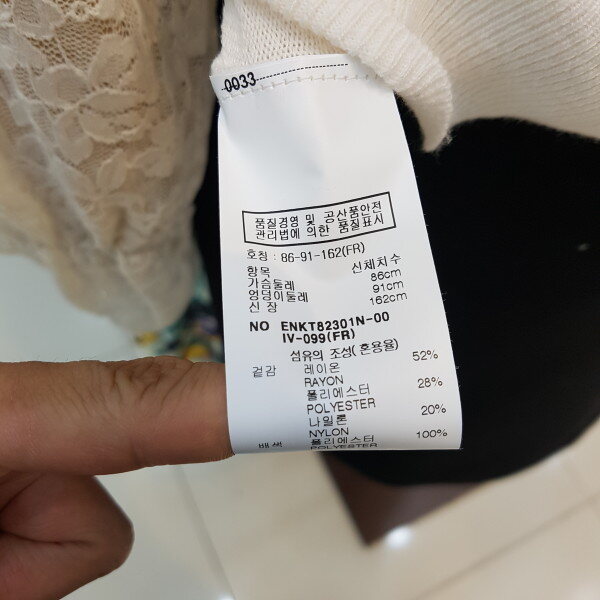 0033
품질경영 및 공산품안전
관리법에 의한 품질표시
호칭 : 86-91-162(FR)
항목 신체치수
가슴둘레 86cm
엉덩이둘레 91cm
신 장 162cm
NO ENKT82301N-00
IV-099(FR)
섬유의 조성(혼용율)
겉감 레이온 52%
RAYON
폴리에스터 28%
POLYESTER
나일론 20%
NYLON
배색 폴리에스터 100%
POLYESTER